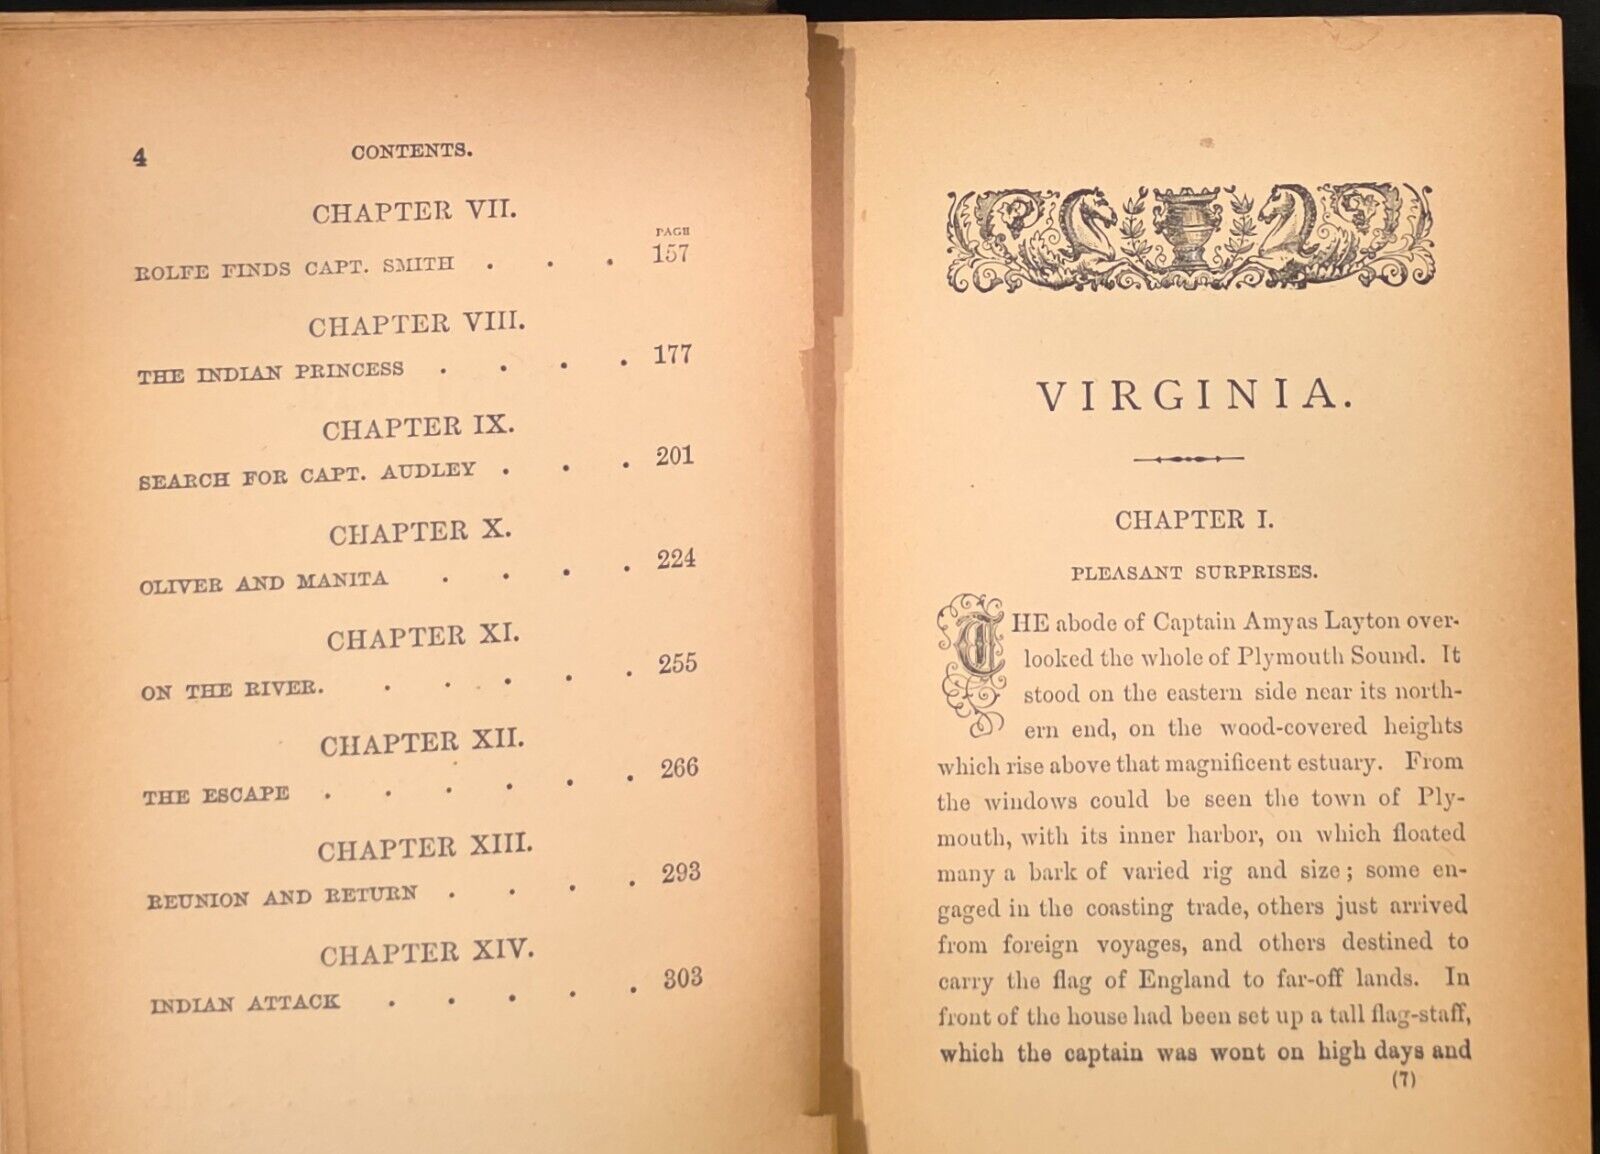 4 CONTENTS.
CHAPTER VII.
PAGE
ROLFE FINDS CAPT. SMITH . . . 157
CHAPTER VIII.
THE INDIAN PRINCESS . . . . 177
CHAPTER IX.
SEARCH FOR CAPT. AUDLEY . . . 201
CHAPTER X.
OLIVER AND MANITA . . . . 224
CHAPTER XI.
ON THE RIVER. . . . . . 255
CHAPTER XII.
THE ESCAPE . . . . . . 266
CHAPTER XIII.
REUNION AND RETURN . . . . 293
CHAPTER XIV.
INDIAN ATTACK . . . . . 303
VIRGINIA.
CHAPTER I.
PLEASANT SURPRISES.
THE abode of Captain Amyas Layton over-
looked the whole of Plymouth Sound. It
stood on the eastern side near its north-
ern end, on the wood-covered heights
which rise above that magnificent estuary. From
the windows could be seen the town of Ply-
mouth, with its inner harbor, on which floated
many a bark of varied rig and size; some en-
gaged in the coasting trade, others just arrived
from foreign voyages, and others destined to
carry the flag of England to far-off lands. In
front of the house had been set up a tall flag-staff,
which the captain was wont on high days and
(7)